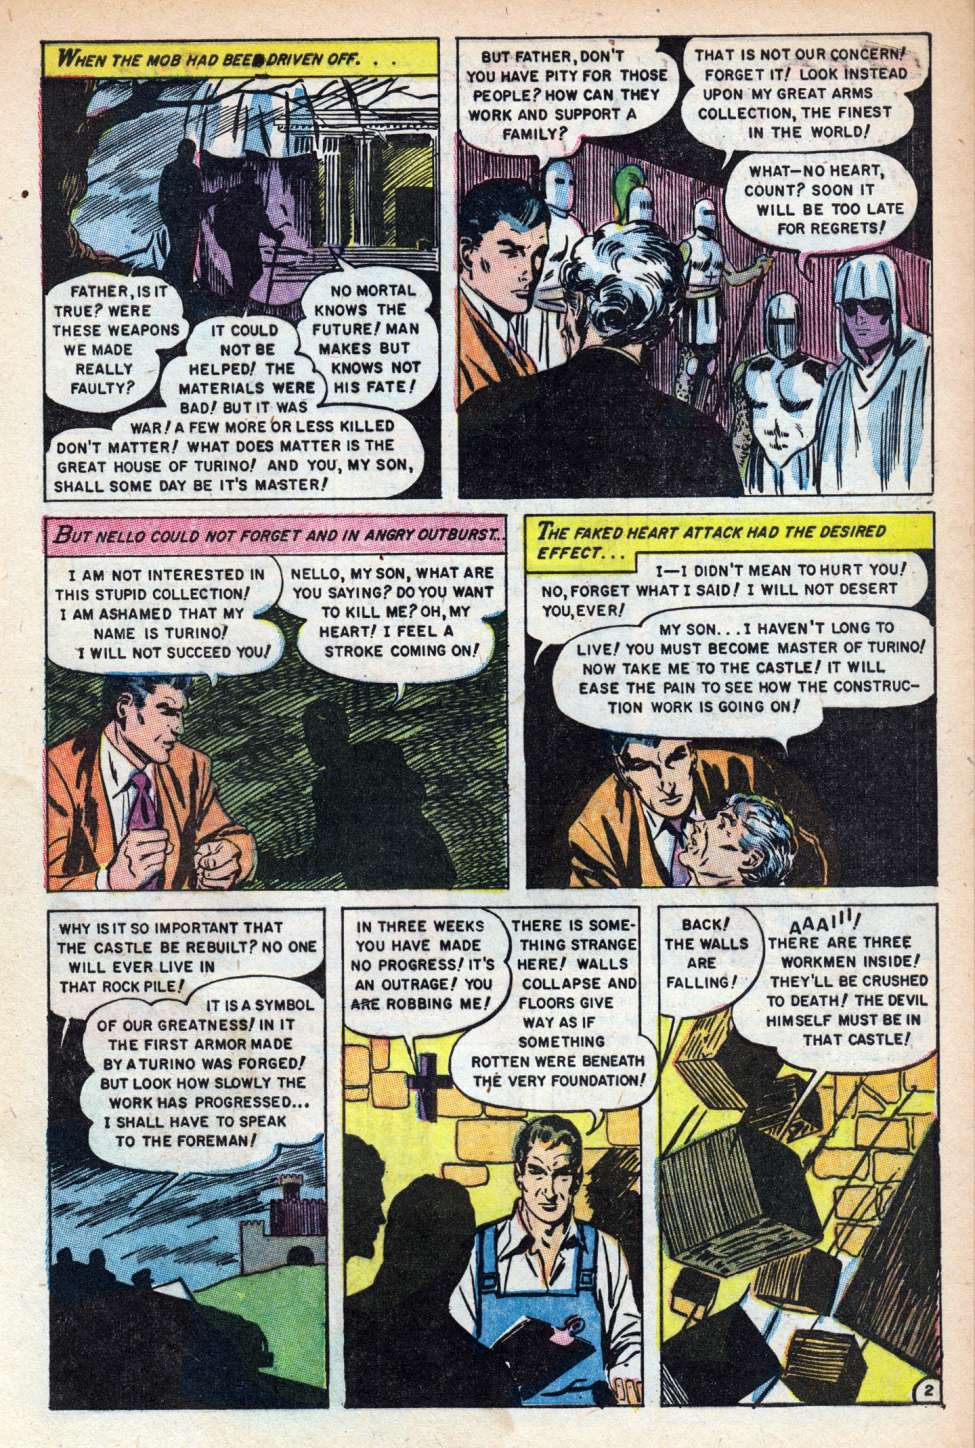 WHEN THE MOB HAD BEEN DRIVEN OFF. . .
FATHER, IS IT
TRUE? WERE
THESE WEAPONS
WE MADE
REALLY
FAULTY?
IT COULD
NOT BE
HELPED! THE
MATERIALS WERE
BAD! BUT IT WAS
WAR! A FEW MORE OR LESS KILLED
DON'T MATTER! WHAT DOES MATTER IS THE
GREAT HOUSE OF TURINO! AND YOU, MY SON,
SHALL SOME DAY BE IT'S MASTER!
NO MORTAL
KNOWS THE
FUTURE! MAN
MAKES BUT
KNOWS NOT
HIS FATE!
BUT FATHER, DON'T
YOU HAVE PITY FOR THOSE
PEOPLE? HOW CAN THEY
WORK AND SUPPORT A
FAMILY?
THAT IS NOT OUR CONCERN!
FORGET IT! LOOK INSTEAD
UPON MY GREAT ARMS
COLLECTION, THE FINEST
IN THE WORLD!
WHAT—NO HEART,
COUNT? SOON IT
WILL BE TOO LATE
FOR REGRETS!
BUT NELLO COULD NOT FORGET AND IN ANGRY OUTBURST..
I AM NOT INTERESTED IN
THIS STUPID COLLECTION!
I AM ASHAMED THAT MY
NAME IS TURINO!
I WILL NOT SUCCEED YOU!
NELLO, MY SON, WHAT ARE
YOU SAYING? DO YOU WANT
TO KILL ME? OH, MY
HEART! I FEEL A
STROKE COMING ON!
THE FAKED HEART ATTACK HAD THE DESIRED
EFFECT...
I—I DIDN'T MEAN TO HURT YOU!
NO, FORGET WHAT I SAID! I WILL NOT DESERT
YOU, EVER!
MY SON... I HAVEN'T LONG TO
LIVE! YOU MUST BECOME MASTER OF TURINO!
NOW TAKE ME TO THE CASTLE! IT WILL
EASE THE PAIN TO SEE HOW THE CONSTRUC-
TION WORK IS GOING ON!
WHY IS IT SO IMPORTANT THAT
THE CASTLE BE REBUILT? NO ONE
WILL EVER LIVE IN
THAT ROCK PILE!
IT IS A SYMBOL
OF OUR GREATNESS! IN IT
THE FIRST ARMOR MADE
BY A TURINO WAS FORGED!
BUT LOOK HOW SLOWLY THE
WORK HAS PROGRESSED...
I SHALL HAVE TO SPEAK
TO THE FOREMAN!
IN THREE WEEKS
YOU HAVE MADE
NO PROGRESS! IT'S
AN OUTRAGE! YOU
ARE ROBBING ME!
THERE IS SOME-
THING STRANGE
HERE! WALLS
COLLAPSE AND
FLOORS GIVE
WAY AS IF
SOMETHING
ROTTEN WERE BENEATH
THE VERY FOUNDATION!
BACK!
THE WALLS
ARE
FALLING!
AAAIII!
THERE ARE THREE
WORKMEN INSIDE!
THEY'LL BE CRUSHED
TO DEATH! THE DEVIL
HIMSELF MUST BE IN
THAT CASTLE!
2